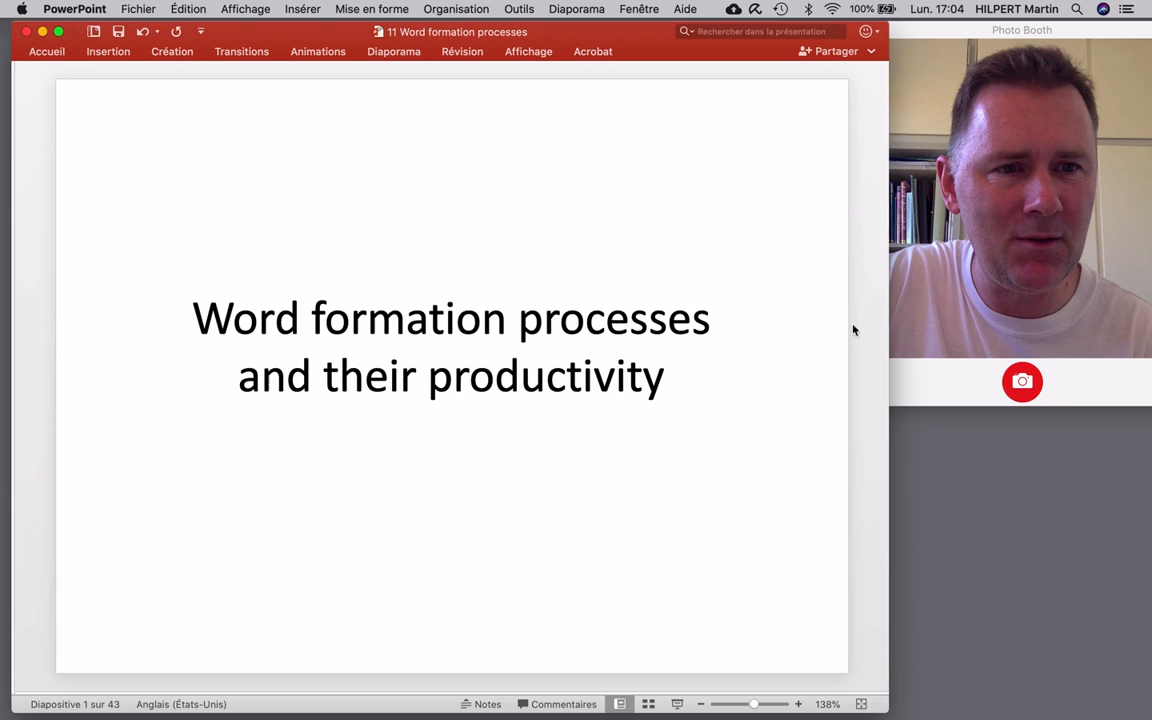 PowerPoint Fichier Édition Affichage Insérer Mise en forme Organisation Outils Diaporama Fenêtre Aide 100% Lun. 17:04 HILPERT Martin
11 Word formation processes
Rechercher dans la présentation
Photo Booth
Accueil Insertion Création Transitions Animations Diaporama Révision Affichage Acrobat Partager
Word formation processes
and their productivity
Diapositive 1 sur 43 Anglais (États-Unis) Notes Commentaires 138%